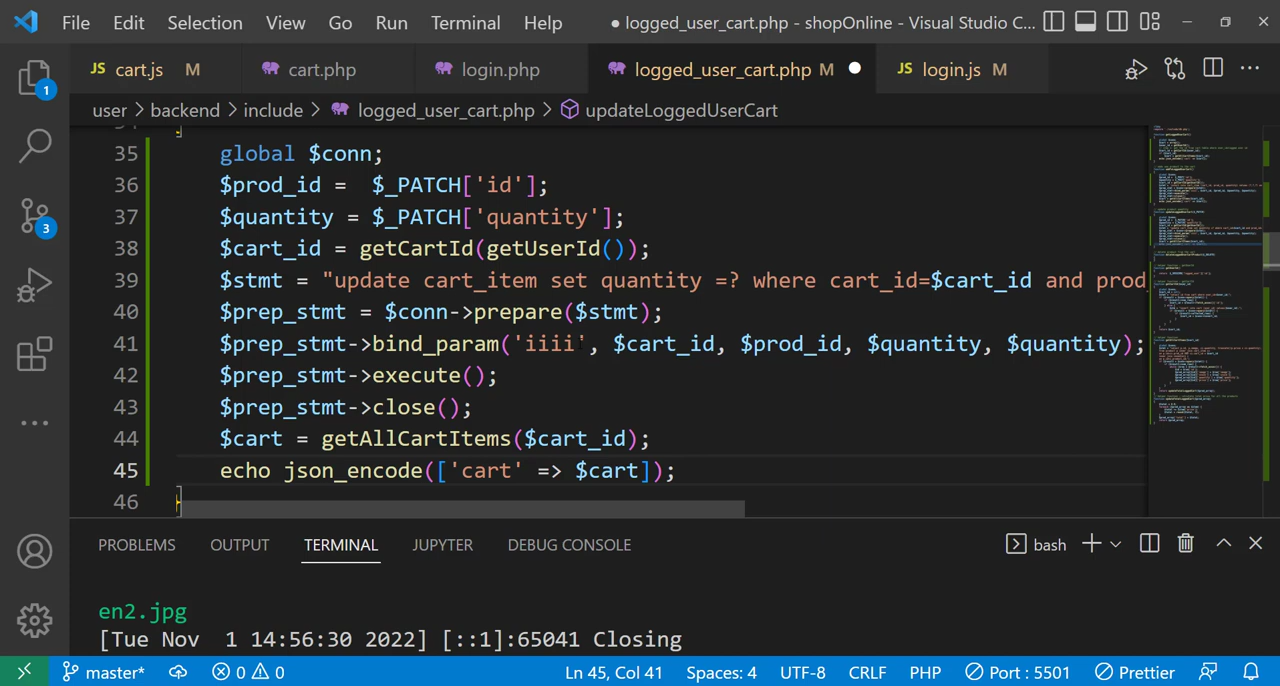 File Edit Selection View Go Run Terminal Help ● logged_user_cart.php - shopOnline - Visual Studio C...
JS cart.js M cart.php login.php logged_user_cart.php M JS login.js M
user > backend > include > logged_user_cart.php > updateLoggedUserCart
35 global $conn;
36 $prod_id =  $_PATCH['id'];
37 $quantity = $_PATCH['quantity'];
38 $cart_id = getCartId(getUserId());
39 $stmt = "update cart_item set quantity =? where cart_id=$cart_id and prod
40 $prep_stmt = $conn->prepare($stmt);
41 $prep_stmt->bind_param('iiii', $cart_id, $prod_id, $quantity, $quantity);
42 $prep_stmt->execute();
43 $prep_stmt->close();
44 $cart = getAllCartItems($cart_id);
45 echo json_encode(['cart' => $cart]);
46
1
3
PROBLEMS OUTPUT TERMINAL JUPYTER DEBUG CONSOLE bash
en2.jpg
[Tue Nov  1 14:56:30 2022] [::1]:65041 Closing
master* 0 0 Ln 45, Col 41 Spaces: 4 UTF-8 CRLF PHP Port : 5501 Prettier